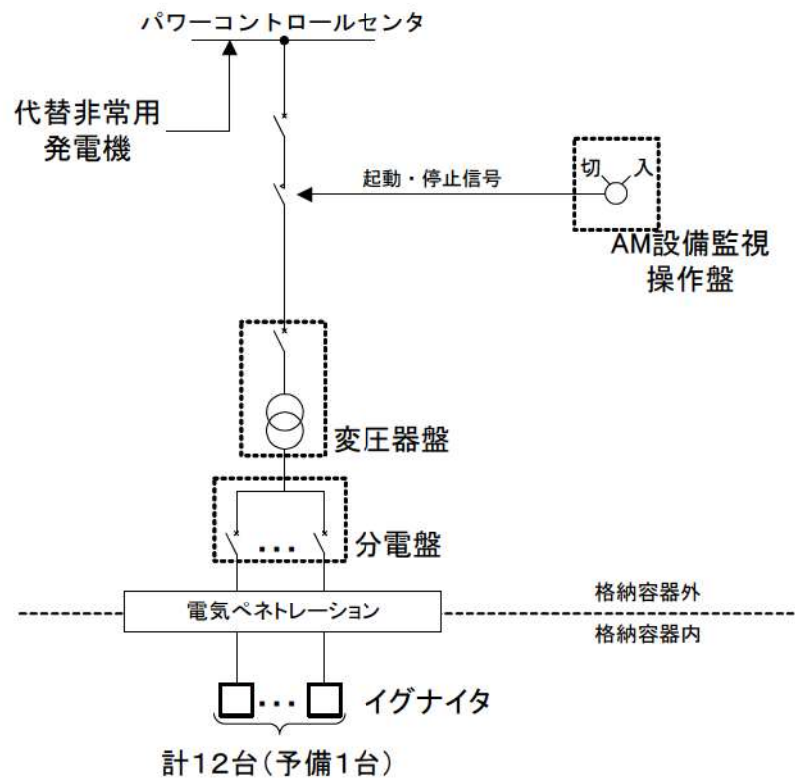 パワーコントロールセンタ
代替非常用
発電機
切 入
起動・停止信号
AM設備監視
操作盤
変圧器盤
分電盤
電気ペネトレーション
格納容器外
格納容器内
イグナイタ
計12台(予備1台)